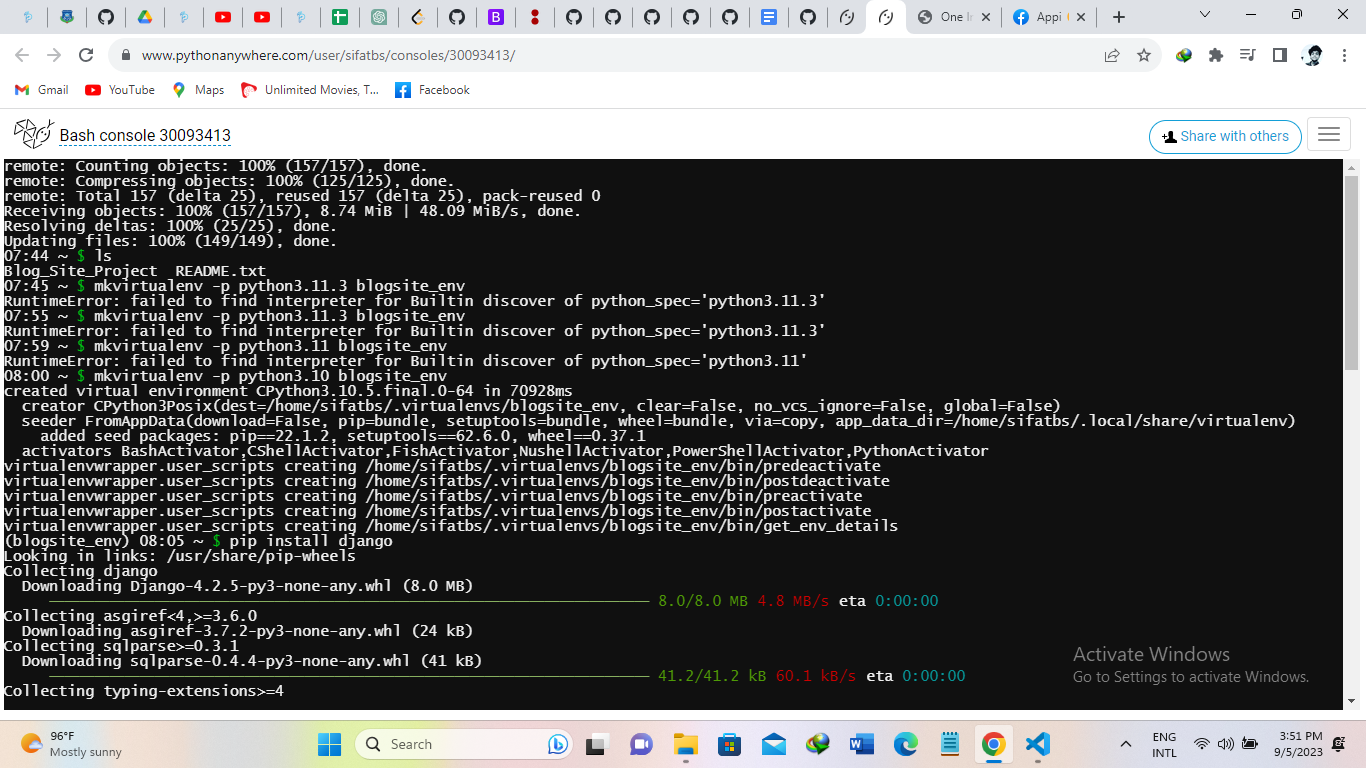 One In
Appi
www.pythonanywhere.com/user/sifatbs/consoles/30093413/
Gmail
YouTube
Maps
Unlimited Movies, T...
Facebook
Bash console 30093413
Share with others
remote: Counting objects: 100% (157/157), done.
remote: Compressing objects: 100% (125/125), done.
remote: Total 157 (delta 25), reused 157 (delta 25), pack-reused 0
Receiving objects: 100% (157/157), 8.74 MiB | 48.09 MiB/s, done.
Resolving deltas: 100% (25/25), done.
Updating files: 100% (149/149), done.
07:44 ~ $ ls
Blog_Site_Project  README.txt
07:45 ~ $ mkvirtualenv -p python3.11.3 blogsite_env
RuntimeError: failed to find interpreter for Builtin discover of python_spec='python3.11.3'
07:55 ~ $ mkvirtualenv -p python3.11.3 blogsite_env
RuntimeError: failed to find interpreter for Builtin discover of python_spec='python3.11.3'
07:59 ~ $ mkvirtualenv -p python3.11 blogsite_env
RuntimeError: failed to find interpreter for Builtin discover of python_spec='python3.11'
08:00 ~ $ mkvirtualenv -p python3.10 blogsite_env
created virtual environment CPython3.10.5.final.0-64 in 70928ms
  creator CPython3Posix(dest=/home/sifatbs/.virtualenvs/blogsite_env, clear=False, no_vcs_ignore=False, global=False)
  seeder FromAppData(download=False, pip=bundle, setuptools=bundle, wheel=bundle, via=copy, app_data_dir=/home/sifatbs/.local/share/virtualenv)
    added seed packages: pip==22.1.2, setuptools==62.6.0, wheel==0.37.1
  activators BashActivator,CShellActivator,FishActivator,NushellActivator,PowerShellActivator,PythonActivator
virtualenvwrapper.user_scripts creating /home/sifatbs/.virtualenvs/blogsite_env/bin/predeactivate
virtualenvwrapper.user_scripts creating /home/sifatbs/.virtualenvs/blogsite_env/bin/postdeactivate
virtualenvwrapper.user_scripts creating /home/sifatbs/.virtualenvs/blogsite_env/bin/preactivate
virtualenvwrapper.user_scripts creating /home/sifatbs/.virtualenvs/blogsite_env/bin/postactivate
virtualenvwrapper.user_scripts creating /home/sifatbs/.virtualenvs/blogsite_env/bin/get_env_details
(blogsite_env) 08:05 ~ $ pip install django
Looking in links: /usr/share/pip-wheels
Collecting django
  Downloading Django-4.2.5-py3-none-any.whl (8.0 MB)
8.0/8.0 MB 4.8 MB/s eta 0:00:00
Collecting asgiref<4,>=3.6.0
  Downloading asgiref-3.7.2-py3-none-any.whl (24 kB)
Collecting sqlparse>=0.3.1
  Downloading sqlparse-0.4.4-py3-none-any.whl (41 kB)
41.2/41.2 kB 60.1 kB/s eta 0:00:00
Collecting typing-extensions>=4
Activate Windows
Go to Settings to activate Windows.
96°F
Mostly sunny
Search
ENG
INTL
3:51 PM
9/5/2023